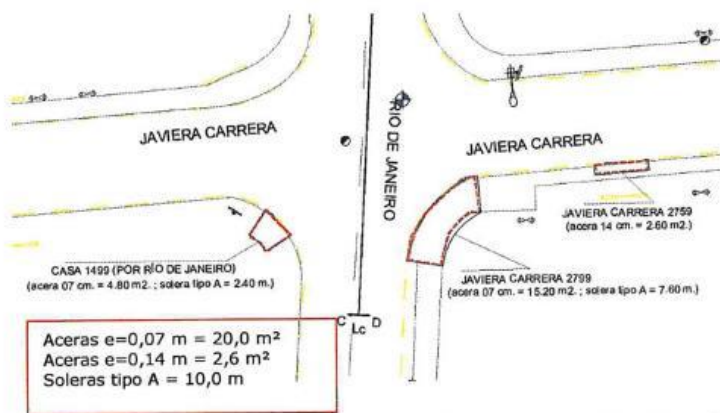 JAVIERA CARRERA
RIO DE JANEIRO
JAVIERA CARRERA
JAVIERA CARRERA 2759
(acera 14 cm. = 2.60 m2.)
CASA 1499 (POR RÍO DE JANEIRO)
(acera 07 cm. = 4.80 m2. ; solera tipo A = 2.40 m.)
JAVIERA CARRERA 2799
(acera 07 cm. = 15.20 m2. ; solera tipo A = 7.60 m.)
C D
Lc
Aceras e=0,07 m = 20,0 m²
Aceras e=0,14 m = 2,6 m²
Soleras tipo A = 10,0 m